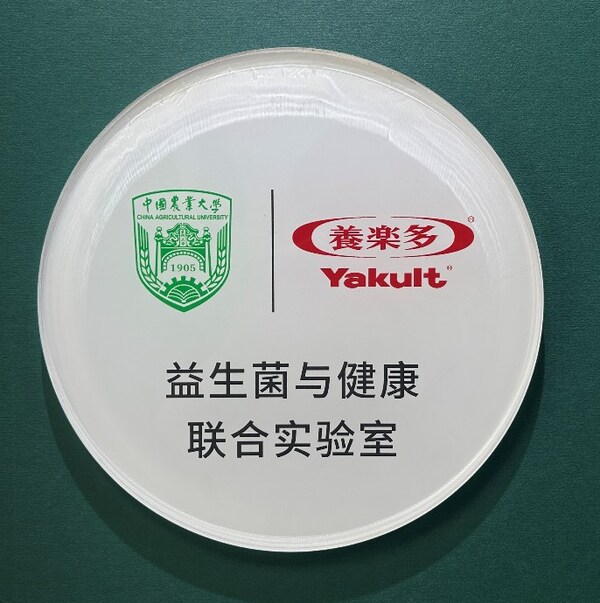 中国农業大学
CHINA AGRICULTURAL UNIVERSITY
1905
養楽多®
Yakult®
益生菌与健康
联合实验室